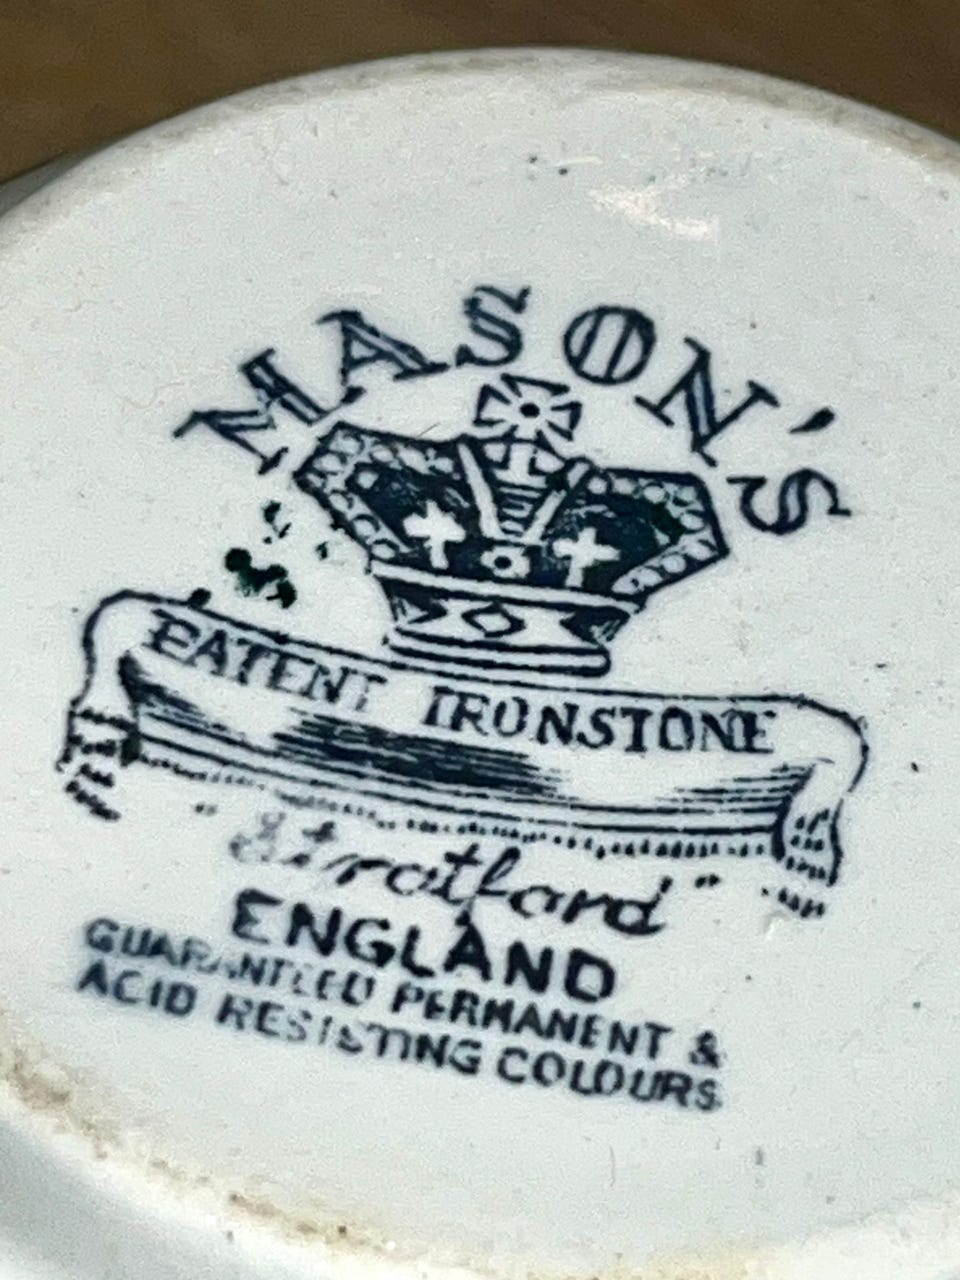 MASON'S
PATENT IRONSTONE
"Stratford"
ENGLAND
GUARANTEED PERMANENT &
ACID RESISTING COLOURS